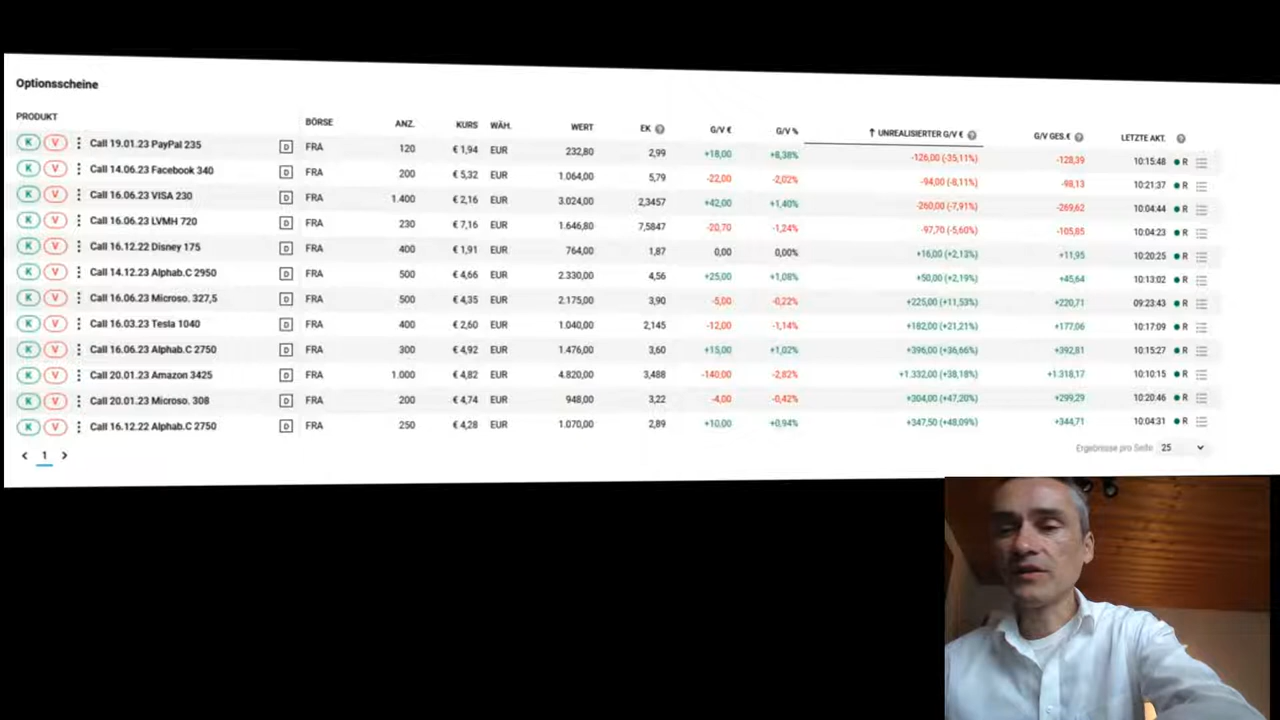 Optionsscheine
PRODUKT BÖRSE ANZ. KURS WÄH. WERT EK ? G/V € G/V % ↑ UNREALISIERTER G/V € ? G/V GES.€ ? LETZTE AKT. ?
K V Call 19.01.23 PayPal 235 D FRA 120 € 1,94 EUR 232,80 2,99 +18,00 +8,38% -126,00 (-35,11%) -128,39 10:15:48 R
K V Call 14.06.23 Facebook 340 D FRA 200 € 5,32 EUR 1.064,00 5,79 -22,00 -2,02% -94,00 (-8,11%) -98,13 10:21:37 R
K V Call 16.06.23 VISA 230 D FRA 1.400 € 2,16 EUR 3.024,00 2,3457 +42,00 +1,40% -260,00 (-7,91%) -269,62 10:04:44 R
K V Call 16.06.23 LVMH 720 D FRA 230 € 7,16 EUR 1.646,80 7,5847 -20,70 -1,24% -97,70 (-5,60%) -105,85 10:04:23 R
K V Call 16.12.22 Disney 175 D FRA 400 € 1,91 EUR 764,00 1,87 0,00 0,00% +16,00 (+2,13%) +11,95 10:20:25 R
K V Call 14.12.23 Alphab.C 2950 D FRA 500 € 4,66 EUR 2.330,00 4,56 +25,00 +1,08% +50,00 (+2,19%) +45,64 10:13:02 R
K V Call 16.06.23 Microso. 327,5 D FRA 500 € 4,35 EUR 2.175,00 3,90 -5,00 -0,22% +225,00 (+11,53%) +220,71 09:23:43 R
K V Call 16.03.23 Tesla 1040 D FRA 400 € 2,60 EUR 1.040,00 2,145 -12,00 -1,14% +182,00 (+21,21%) +177,06 10:17:09 R
K V Call 16.06.23 Alphab.C 2750 D FRA 300 € 4,92 EUR 1.476,00 3,60 +15,00 +1,02% +396,00 (+36,66%) +392,81 10:15:27 R
K V Call 20.01.23 Amazon 3425 D FRA 1.000 € 4,82 EUR 4.820,00 3,488 -140,00 -2,82% +1.332,00 (+38,18%) +1.318,17 10:10:15 R
K V Call 20.01.23 Microso. 308 D FRA 200 € 4,74 EUR 948,00 3,22 -4,00 -0,42% +304,00 (+47,20%) +299,29 10:20:46 R
K V Call 16.12.22 Alphab.C 2750 D FRA 250 € 4,28 EUR 1.070,00 2,89 +10,00 +0,94% +347,50 (+48,09%) +344,71 10:04:31 R
< 1 > Ergebnisse pro Seite 25